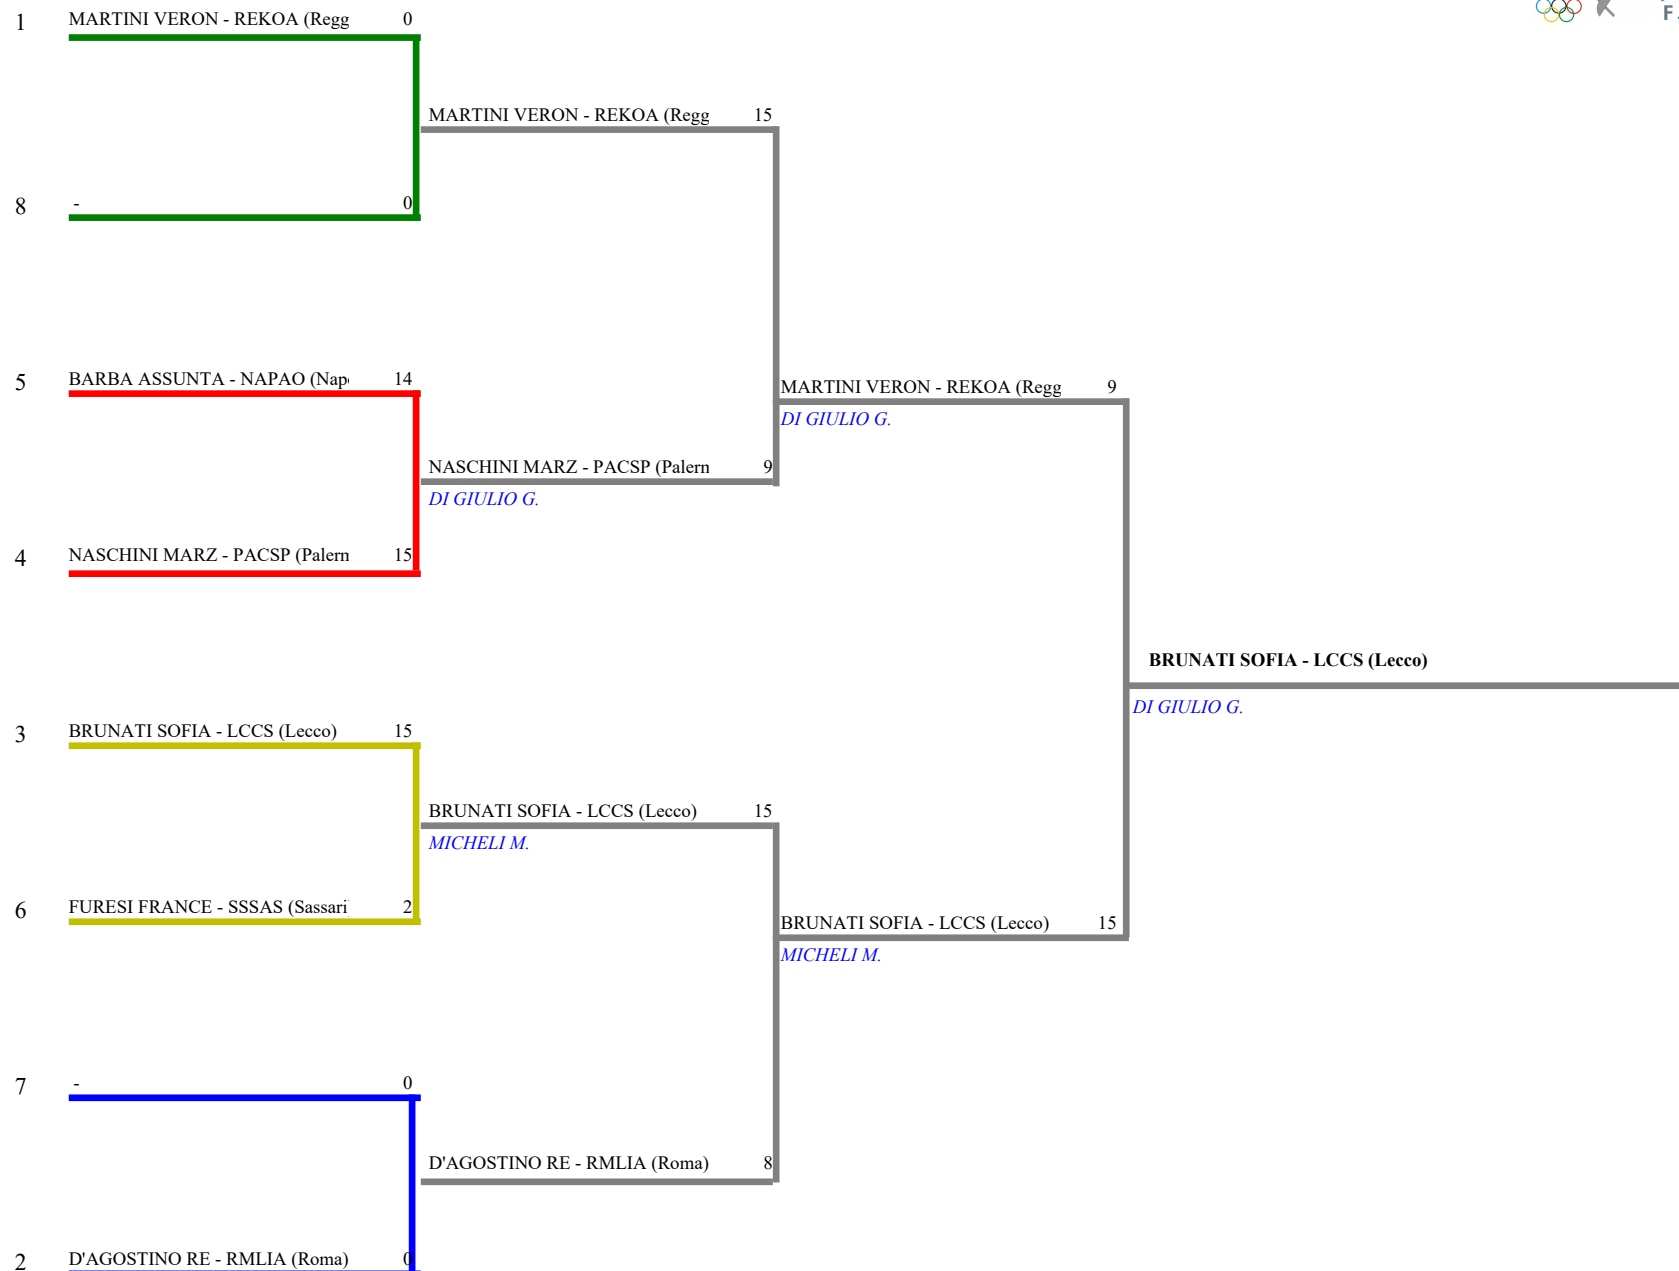 1 MARTINI VERON - REKOA (Regg 0
F
MARTINI VERON - REKOA (Regg 15
8 - 0
5 BARBA ASSUNTA - NAPAO (Nap 14
MARTINI VERON - REKOA (Regg 9
DI GIULIO G.
NASCHINI MARZ - PACSP (Palern 9
DI GIULIO G.
4 NASCHINI MARZ - PACSP (Palern 15
BRUNATI SOFIA - LCCS (Lecco)
DI GIULIO G.
3 BRUNATI SOFIA - LCCS (Lecco) 15
BRUNATI SOFIA - LCCS (Lecco) 15
MICHELI M.
6 FURESI FRANCE - SSSAS (Sassari 2
BRUNATI SOFIA - LCCS (Lecco) 15
MICHELI M.
7 - 0
D'AGOSTINO RE - RMLIA (Roma) 8
2 D'AGOSTINO RE - RMLIA (Roma) 0